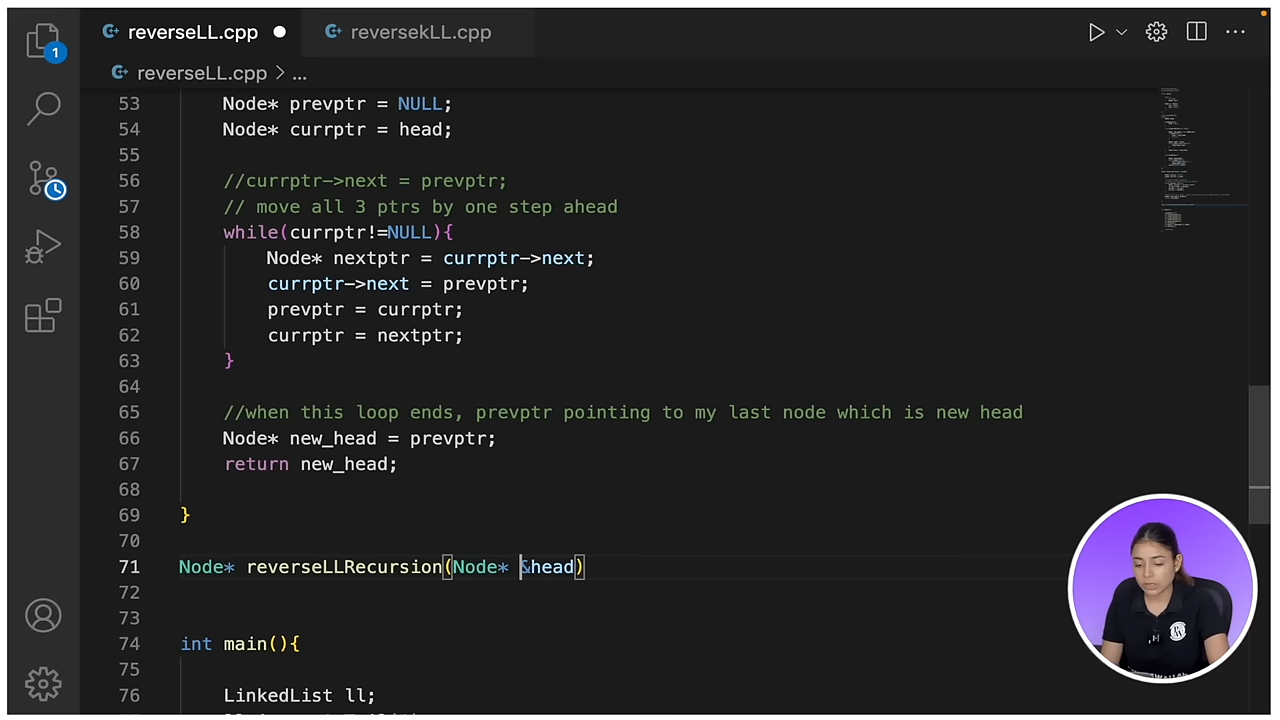 reverseLL.cpp
reversekLL.cpp
1
reverseLL.cpp > ...
53 Node* prevptr = NULL;
54 Node* currptr = head;
55
56 //currptr->next = prevptr;
57 // move all 3 ptrs by one step ahead
58 while(currptr!=NULL){
59 Node* nextptr = currptr->next;
60 currptr->next = prevptr;
61 prevptr = currptr;
62 currptr = nextptr;
63 }
64
65 //when this loop ends, prevptr pointing to my last node which is new head
66 Node* new_head = prevptr;
67 return new_head;
68
69 }
70
71 Node* reverseLLRecursion(Node* &head)
72
73
74 int main(){
75
76 LinkedList ll;